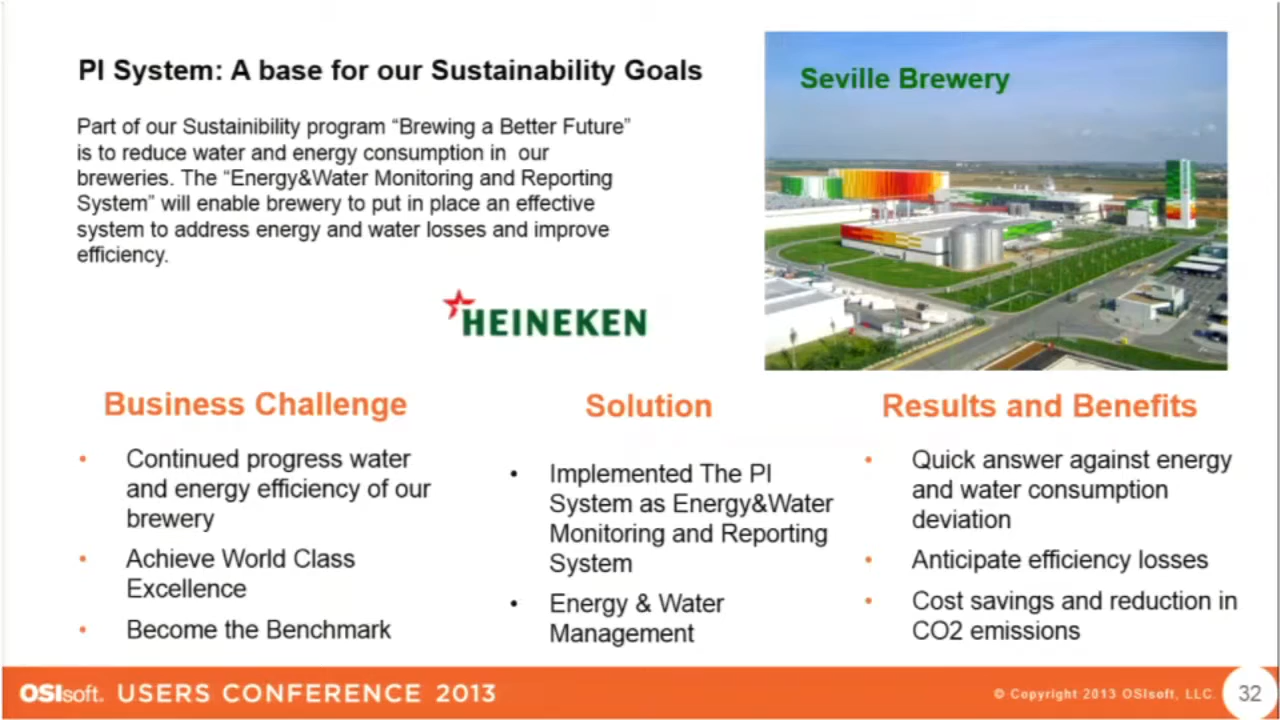 PI System: A base for our Sustainability Goals
Part of our Sustainibility program “Brewing a Better Future”
is to reduce water and energy consumption in our
breweries. The “Energy&Water Monitoring and Reporting
System” will enable brewery to put in place an effective
system to address energy and water losses and improve
efficiency.
HEINEKEN
Seville Brewery
Business Challenge
• Continued progress water
and energy efficiency of our
brewery
• Achieve World Class
Excellence
• Become the Benchmark
Solution
• Implemented The PI
System as Energy&Water
Monitoring and Reporting
System
• Energy & Water
Management
Results and Benefits
• Quick answer against energy
and water consumption
deviation
• Anticipate efficiency losses
• Cost savings and reduction in
CO2 emissions
OSIsoft. USERS CONFERENCE 2013
© Copyright 2013 OSIsoft, LLC.
32